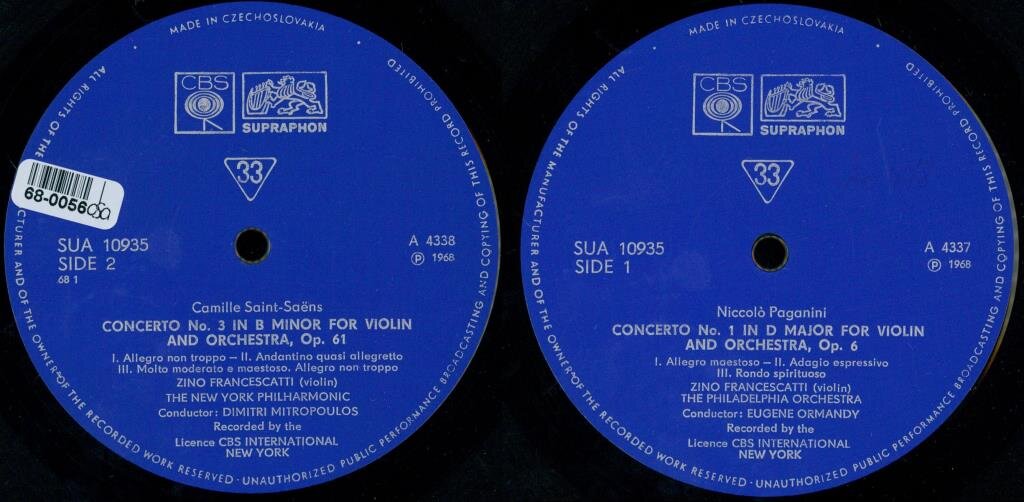 MADE IN CZECHOSLOVAKIA
ALL RIGHTS OF THE
CTURER AND OF THE OWNER OF THE RECORDED WORK RESERVED · UNAUTHORIZED PUBLIC PERFORMANCE BROADCASTING AND COPYING OF THIS RECORD PROHIBITED
CBS
SUPRAPHON
33
68-0056
SUA 10935
SIDE 2
68 1
A 4338
Ⓟ 1968
Camille Saint-Saëns
CONCERTO No. 3 IN B MINOR FOR VIOLIN
AND ORCHESTRA, Op. 61
I. Allegro non troppo – II. Andantino quasi allegretto
III. Molto moderato e maestoso. Allegro non troppo
ZINO FRANCESCATTI (violin)
THE NEW YORK PHILHARMONIC
Conductor: DIMITRI MITROPOULOS
Recorded by the
Licence CBS INTERNATIONAL
NEW YORK
MADE IN CZECHOSLOVAKIA
ALL RIGHTS OF THE MANUFACTURER AND OF THE OWNER OF THE RECORDED WORK RESERVED · UNAUTHORIZED PUBLIC PERFORMANCE BROADCASTING AND COPYING OF THIS RECORD PROHIBITED
CBS
SUPRAPHON
33
SUA 10935
SIDE 1
A 4337
Ⓟ 1968
Niccolò Paganini
CONCERTO No. 1 IN D MAJOR FOR VIOLIN
AND ORCHESTRA, Op. 6
I. Allegro maestoso – II. Adagio espressivo
III. Rondo spirituoso
ZINO FRANCESCATTI (violin)
THE PHILADELPHIA ORCHESTRA
Conductor: EUGENE ORMANDY
Recorded by the
Licence CBS INTERNATIONAL
NEW YORK